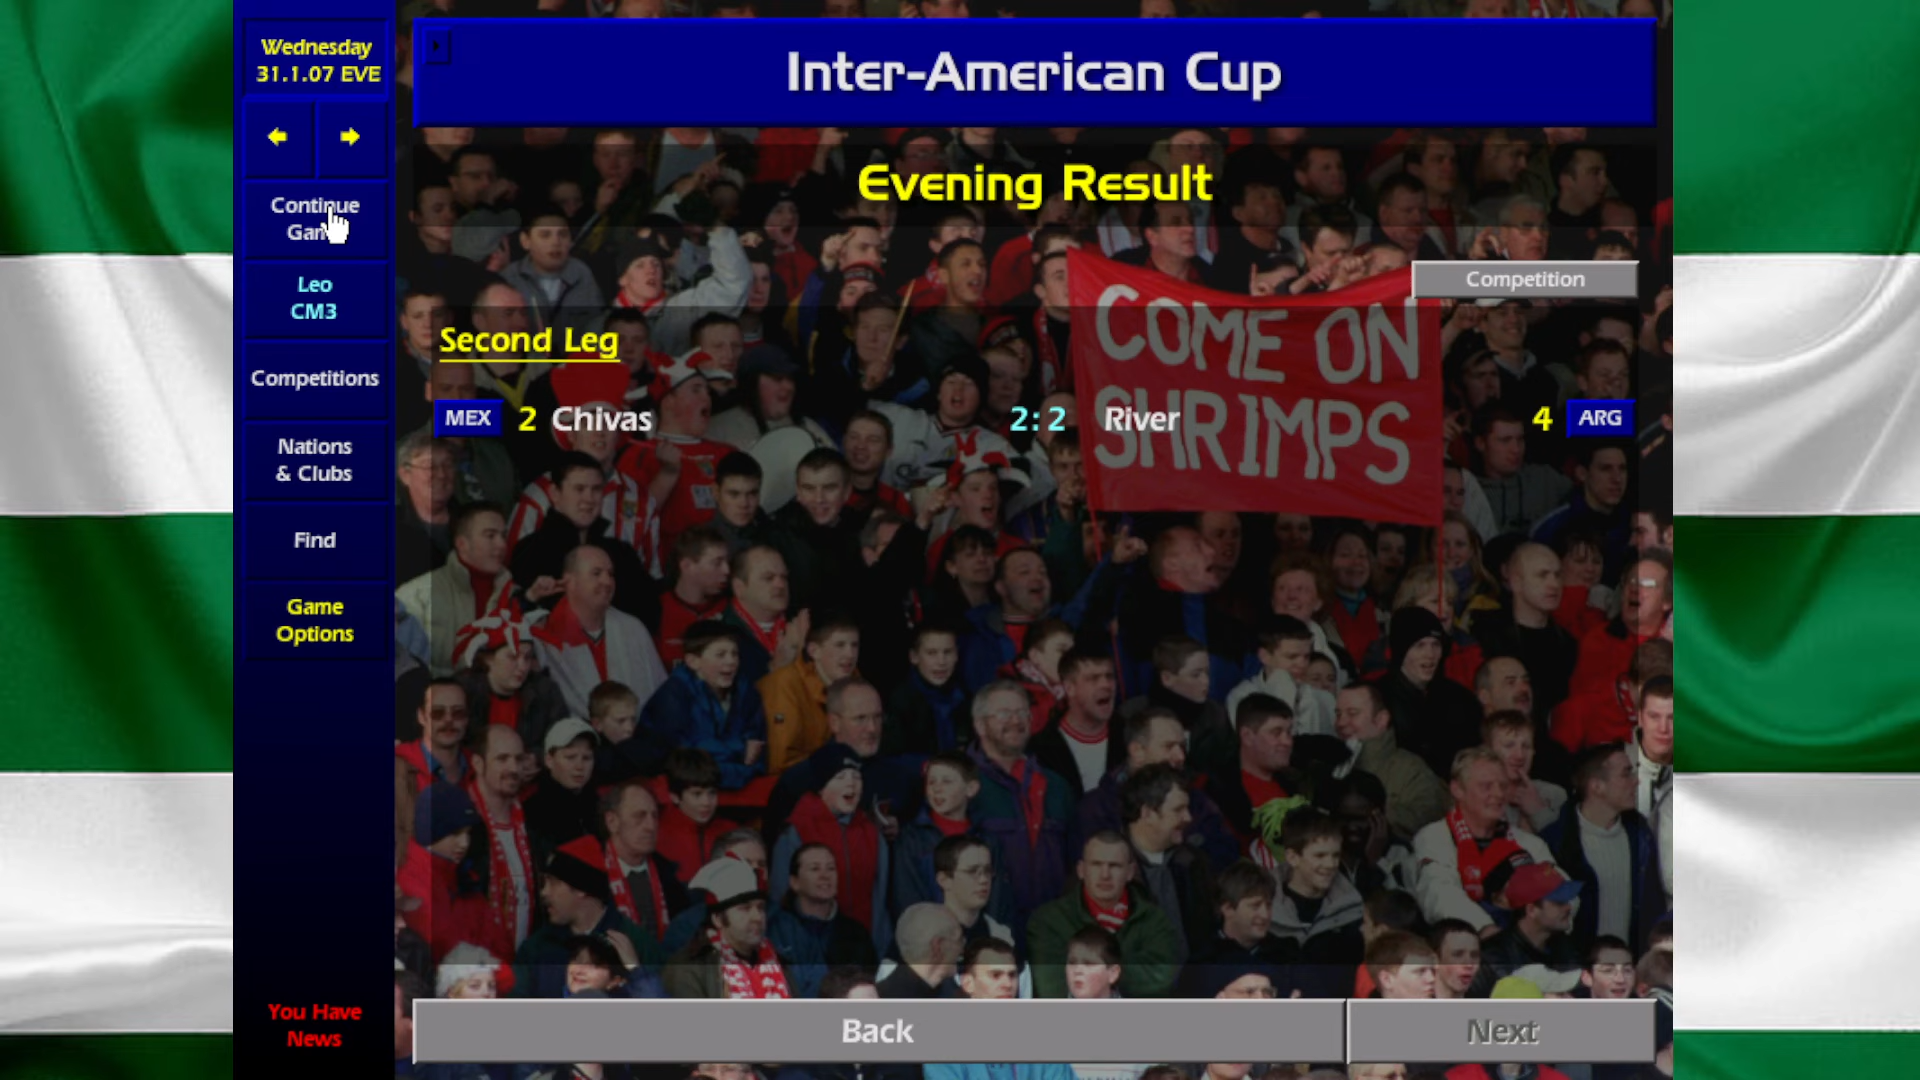 Wednesday
31.1.07 EVE
Continue
Game
Leo
CM3
Competitions
Nations
& Clubs
Find
Game
Options
You Have
News
Inter-American Cup
Evening Result
Competition
COME ON
SHRIMPS
Second Leg
MEX 2 Chivas 2:2 River 4 ARG
Back
Next